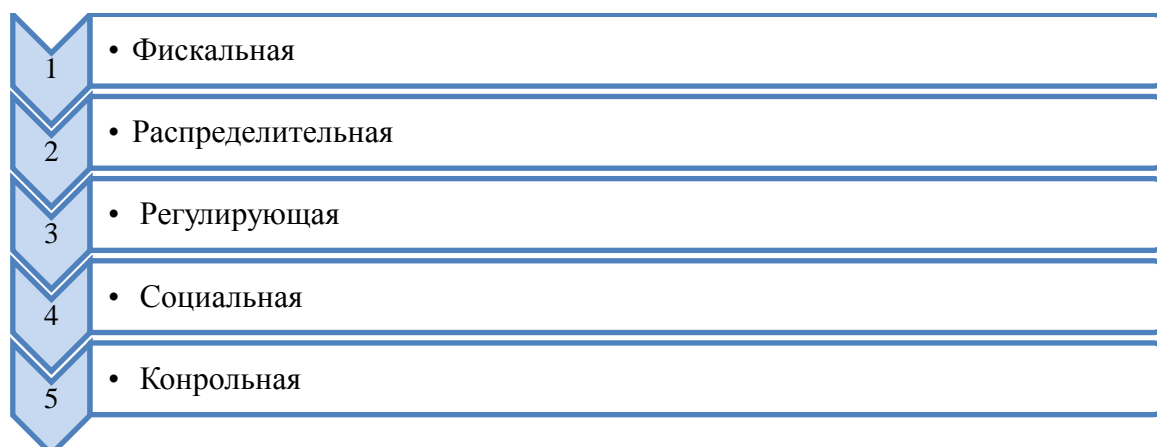 1 • Фискальная
2 • Распределительная
3 • Регулирующая
4 • Социальная
5 • Конрольная